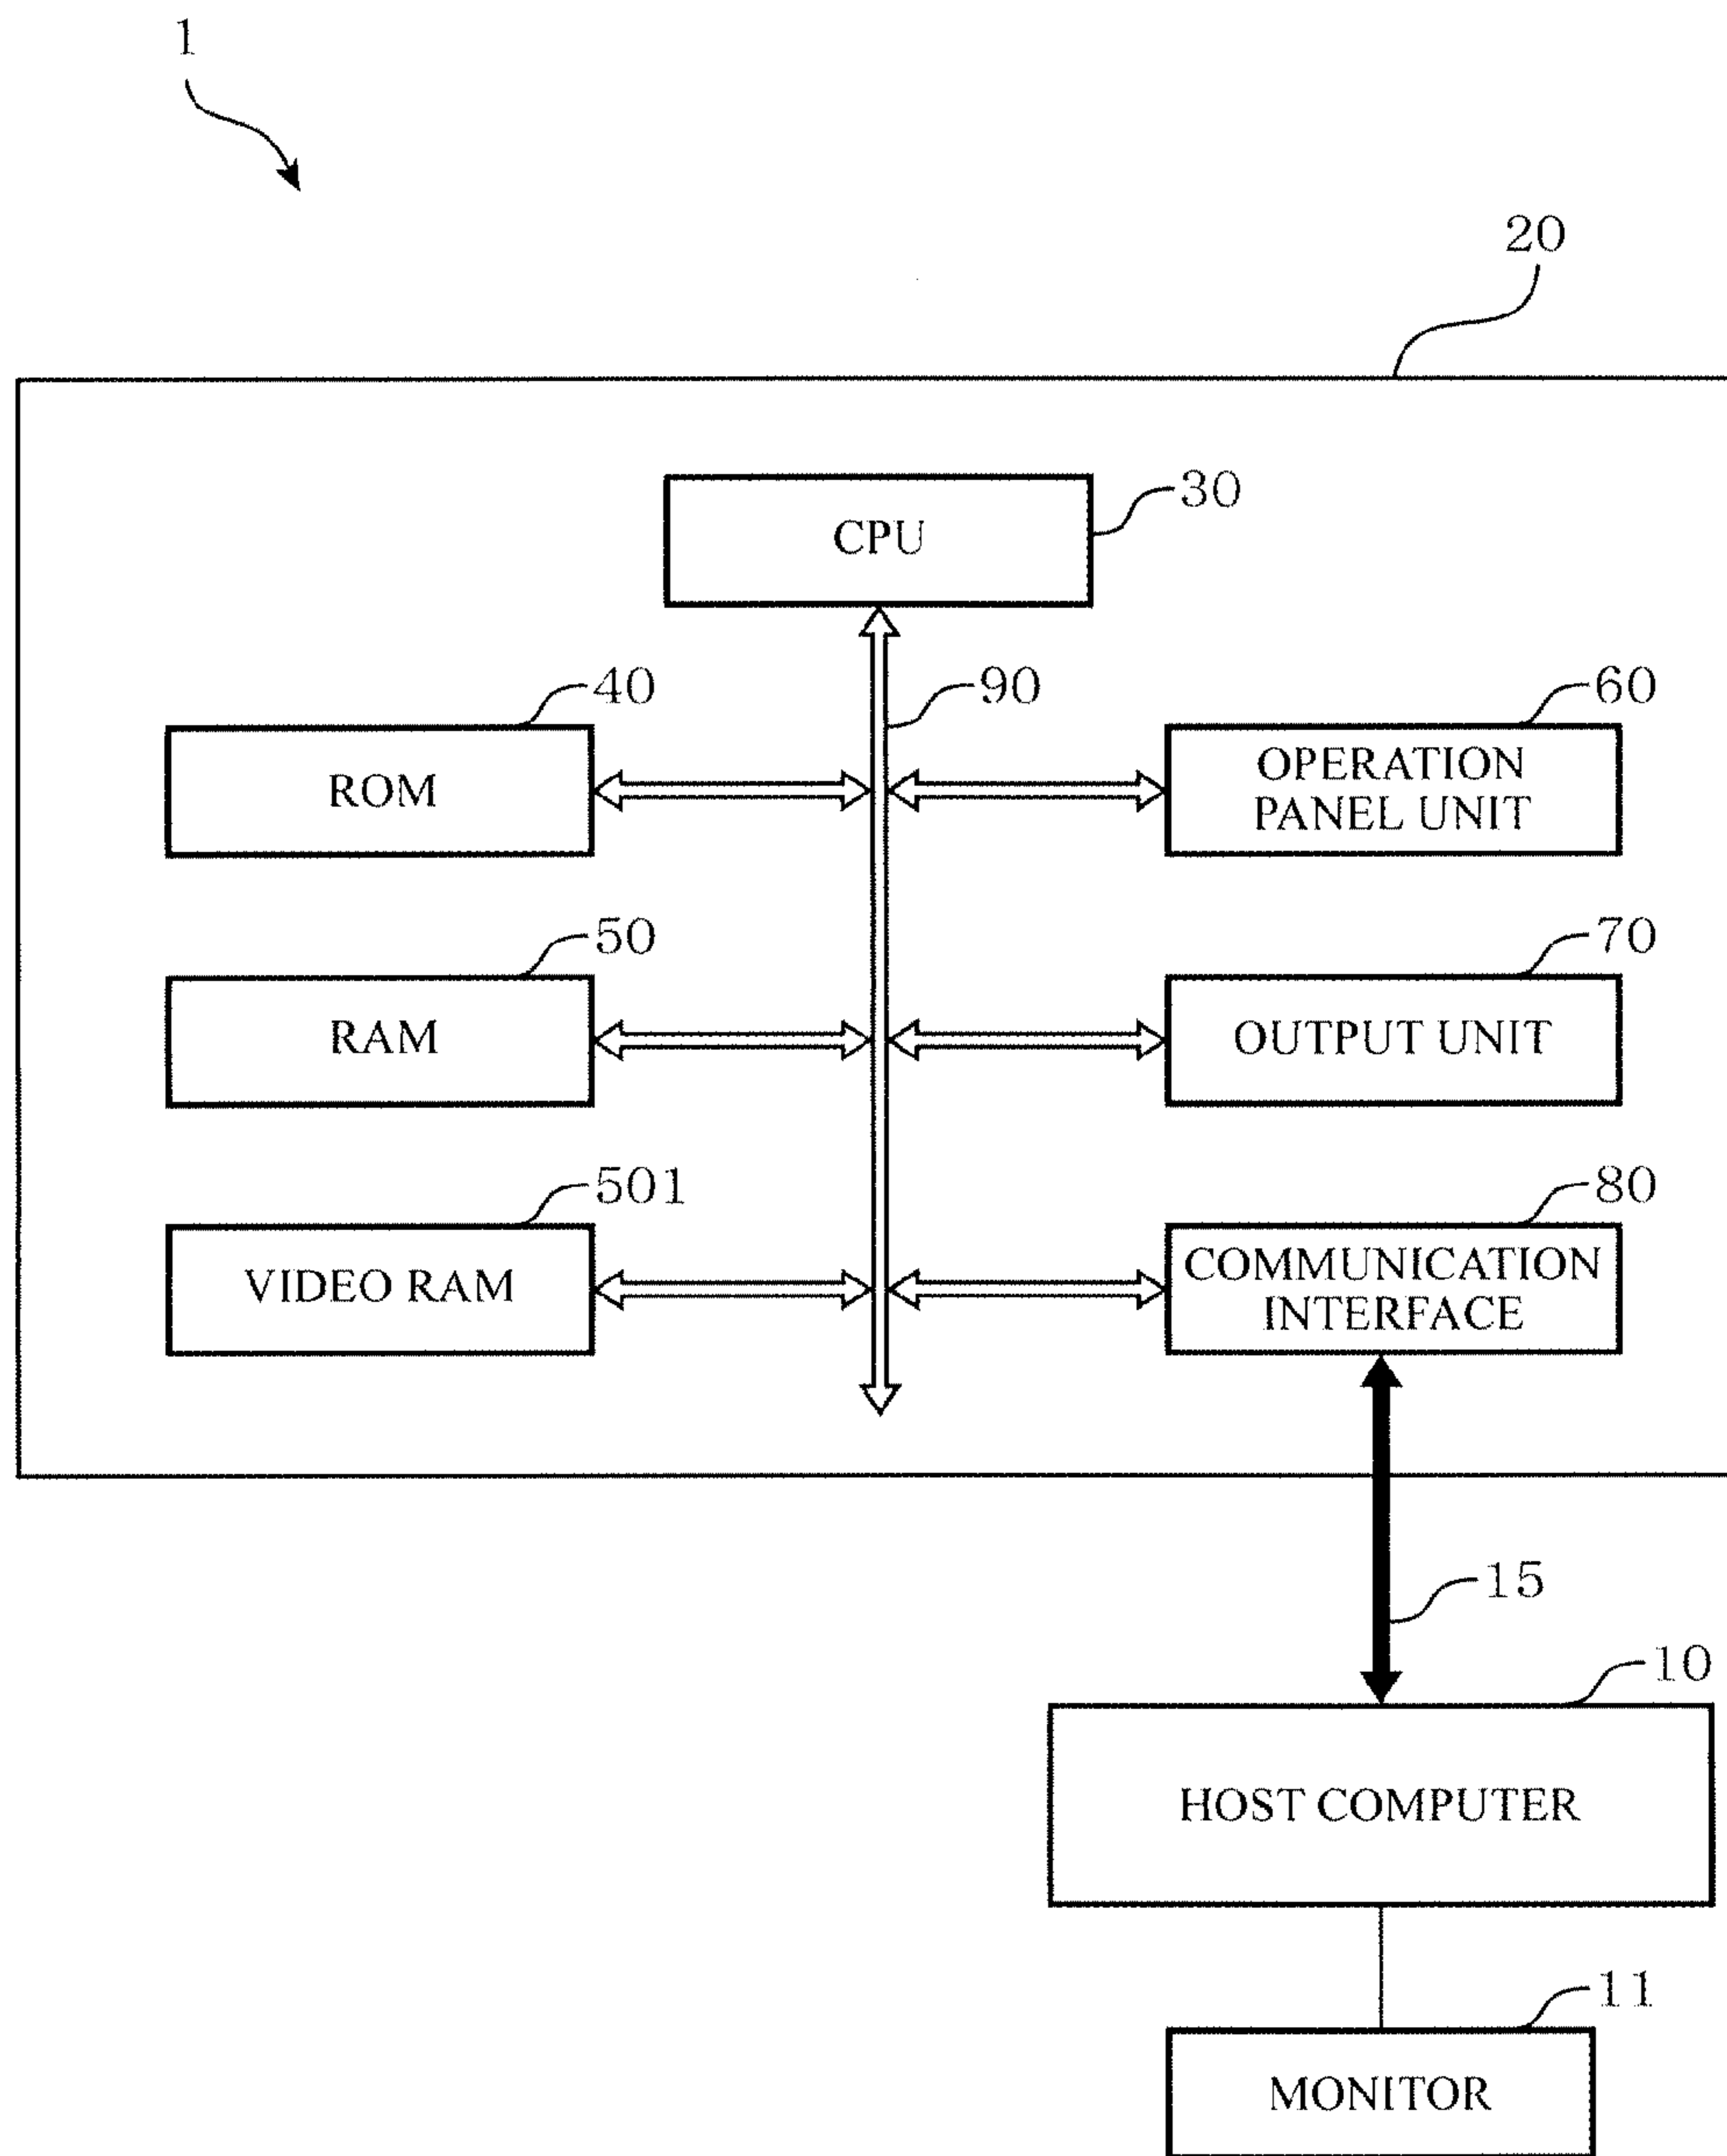 1
20
CPU
30
40
90
60
ROM
OPERATION
PANEL UNIT
50
70
RAM
OUTPUT UNIT
501
80
VIDEO RAM
COMMUNICATION
INTERFACE
15
10
HOST COMPUTER
11
MONITOR